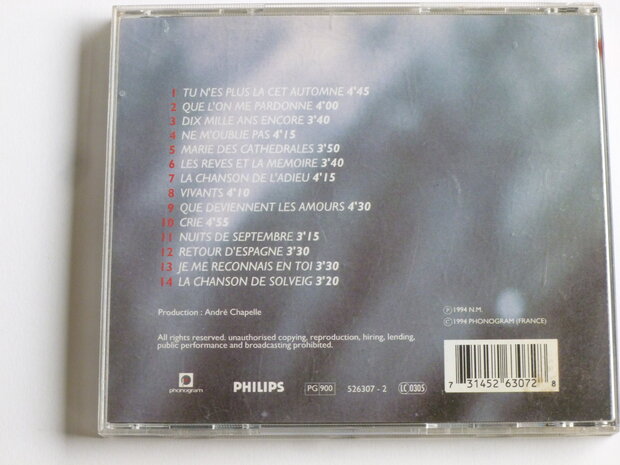 1 TU N'ES PLUS LA CET AUTOMNE 4'45
2 QUE L'ON ME PARDONNE 4'00
3 DIX MILLE ANS ENCORE 3'40
4 NE M'OUBLIE PAS 4'15
5 MARIE DES CATHEDRALES 3'50
6 LES REVES ET LA MEMOIRE 3'40
7 LA CHANSON DE L'ADIEU 4'15
8 VIVANTS 4'10
9 QUE DEVIENNENT LES AMOURS 4'30
10 CRIE 4'55
11 NUITS DE SEPTEMBRE 3'15
12 RETOUR D'ESPAGNE 3'30
13 JE ME RECONNAIS EN TOI 3'30
14 LA CHANSON DE SOLVEIG 3'20
Production : André Chapelle
℗ 1994 N.M.
© 1994 PHONOGRAM (FRANCE)
All rights reserved. unauthorised copying, reproduction, hiring, lending,
public performance and broadcasting prohibited.
phonogram PHILIPS PG 900 526307 - 2 LC 0305
7 31452 63072 8